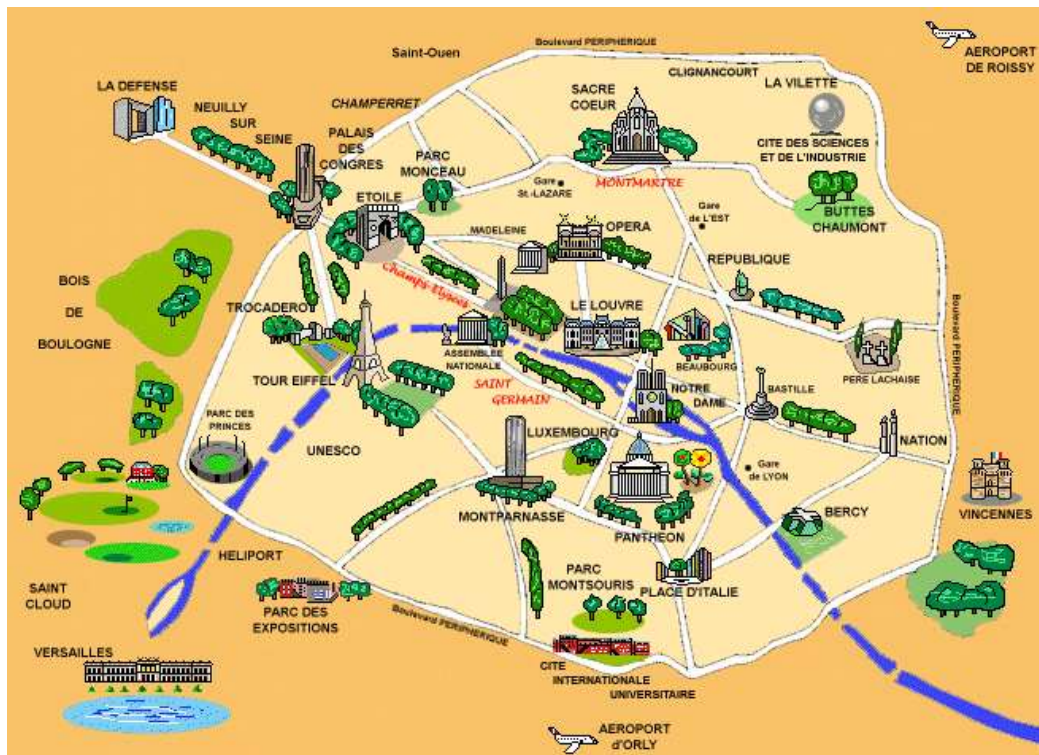 Boulevard PERIPHERIQUE
AEROPORT
DE ROISSY
Saint-Ouen
CLIGNANCOURT
LA DEFENSE
NEUILLY
SUR
SEINE
CHAMPERRET
PALAIS
DES
CONGRES
SACRE
COEUR
LA VILETTE
CITE DES SCIENCES
ET DE L'INDUSTRIE
PARC
MONCEAU
Gare
St.-LAZARE
MONTMARTRE
ETOILE
Gare
de L'EST
BUTTES
CHAUMONT
MADELEINE
OPERA
REPUBLIQUE
Champs-Elysees
BOIS
DE
BOULOGNE
TROCADERO
LE LOUVRE
Boulevard PERIPHERIQUE
ASSEMBLEE
NATIONALE
BEAUBOURG
PERE LACHAISE
TOUR EIFFEL
SAINT
GERMAIN
NOTRE
DAME
BASTILLE
PARC DES
PRINCES
UNESCO
LUXEMBOURG
NATION
Gare
de LYON
VINCENNES
MONTPARNASSE
PANTHEON
BERCY
HELIPORT
SAINT
CLOUD
PARC DES
EXPOSITIONS
PARC
MONTSOURIS
PLACE D'ITALIE
Boulevard PERIPHERIQUE
VERSAILLES
CITE
INTERNATIONALE
UNIVERSITAIRE
AEROPORT
d'ORLY